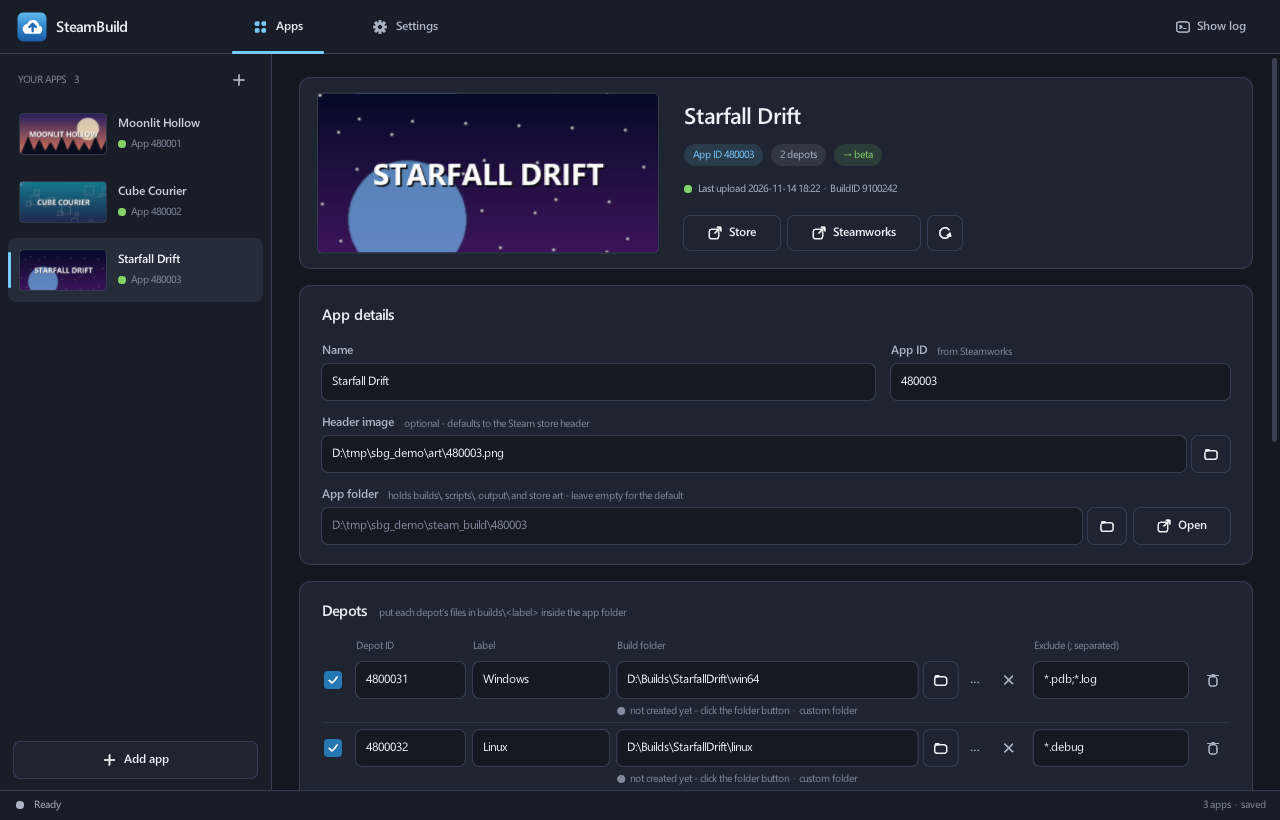 SteamBuild
Apps
Settings
Show log
YOUR APPS 3
MOONLIT HOLLOW
Moonlit Hollow
App 480001
CUBE COURIER
Cube Courier
App 480002
STARFALL DRIFT
Starfall Drift
App 480003
Add app
STARFALL DRIFT
Starfall Drift
App ID 480003
2 depots
→ beta
Last upload 2026-11-14 18:22 · BuildID 9100242
Store
Steamworks
App details
Name
App ID from Steamworks
Starfall Drift
480003
Header image optional - defaults to the Steam store header
D:\tmp\sbg_demo\art\480003.png
App folder holds builds\, scripts\, output\ and store art - leave empty for the default
D:\tmp\sbg_demo\steam_build\480003
Open
Depots put each depot's files in builds\<label> inside the app folder
Depot ID Label Build folder Exclude (; separated)
4800031 Windows D:\Builds\StarfallDrift\win64 ... *.pdb;*.log
not created yet - click the folder button · custom folder
4800032 Linux D:\Builds\StarfallDrift\linux ... *.debug
not created yet - click the folder button · custom folder
Ready
3 apps · saved